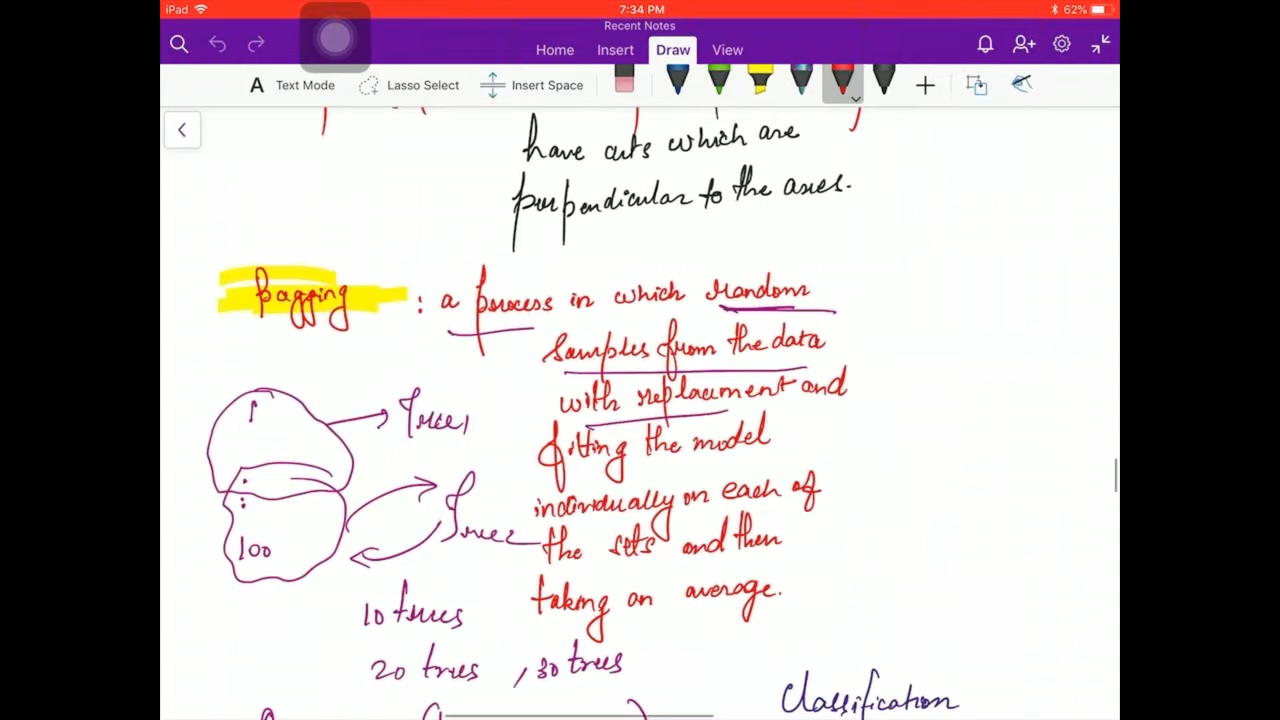 iPad 7:34 PM 62%
Recent Notes
Home Insert Draw View
A Text Mode Lasso Select Insert Space
have cuts which are
perpendicular to the axes.
Bagging : a process in which random
samples from the data
with replacment and
fitting the model
individually on each of
the sets and then
taking an average.
1 Tree1
:
100 Tree2
10 trees
20 trees , 30 trees
Classification